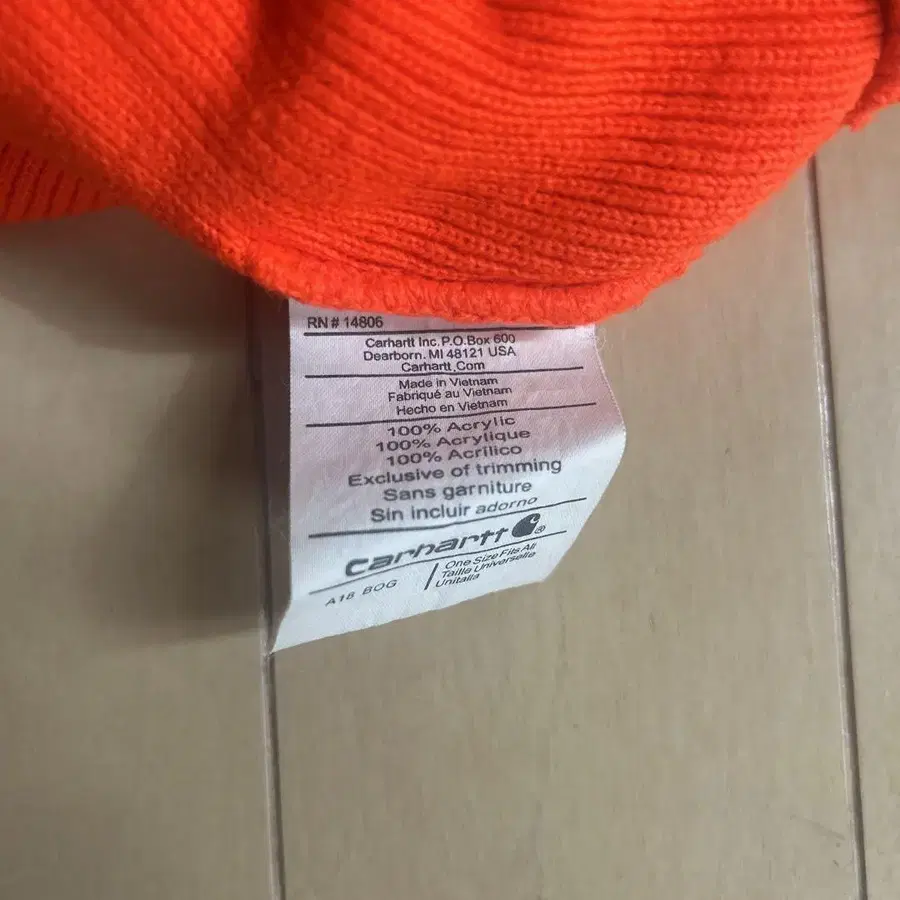 RN # 14806
Carhartt Inc. P.O.Box 600
Dearborn. MI 48121 USA
Carhartt.Com
Made in Vietnam
Fabriqué au Vietnam
Hecho en Vietnam
100% Acrylic
100% Acrylique
100% Acrílico
Exclusive of trimming
Sans garniture
Sin incluir adorno
carhartt ®
A18 BOG
One Size Fits All
Taille Universelle
Unitalla